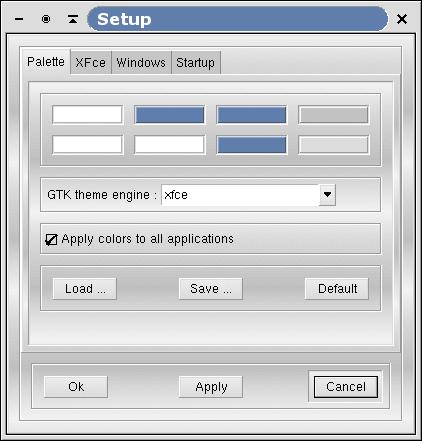 Setup
Palette XFce Windows Startup
GTK theme engine : xfce
Apply colors to all applications
Load ... Save ... Default
Ok Apply Cancel